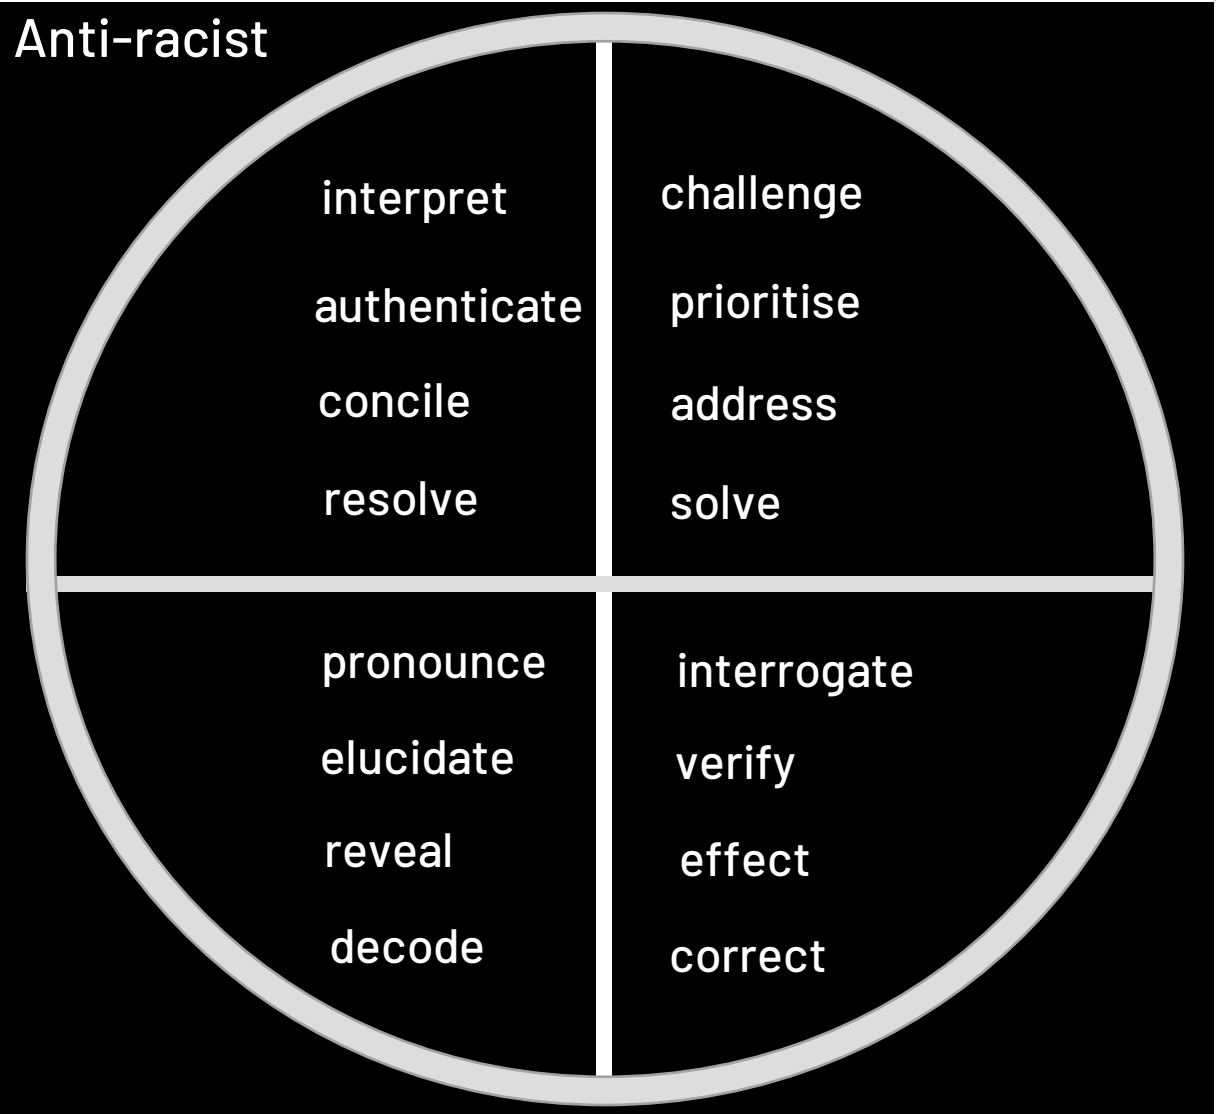 Anti-racist
interpret
authenticate
concile
resolve
challenge
prioritise
address
solve
pronounce
elucidate
reveal
decode
interrogate
verify
effect
correct